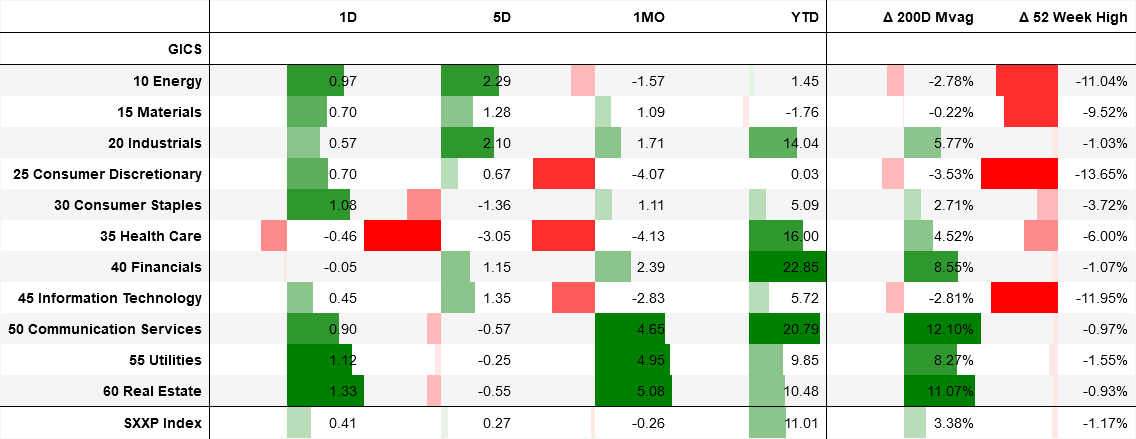 1D 5D 1MO YTD Δ 200D Mvag Δ 52 Week High
GICS
10 Energy 0.97 2.29 -1.57 1.45 -2.78% -11.04%
15 Materials 0.70 1.28 1.09 -1.76 -0.22% -9.52%
20 Industrials 0.57 2.10 1.71 14.04 5.77% -1.03%
25 Consumer Discretionary 0.70 0.67 -4.07 0.03 -3.53% -13.65%
30 Consumer Staples 1.08 -1.36 1.11 5.09 2.71% -3.72%
35 Health Care -0.46 -3.05 -4.13 16.00 4.52% -6.00%
40 Financials -0.05 1.15 2.39 22.85 8.55% -1.07%
45 Information Technology 0.45 1.35 -2.83 5.72 -2.81% -11.95%
50 Communication Services 0.90 -0.57 4.65 20.79 12.10% -0.97%
55 Utilities 1.12 -0.25 4.95 9.85 8.27% -1.55%
60 Real Estate 1.33 -0.55 5.08 10.48 11.07% -0.93%
SXXP Index 0.41 0.27 -0.26 11.01 3.38% -1.17%